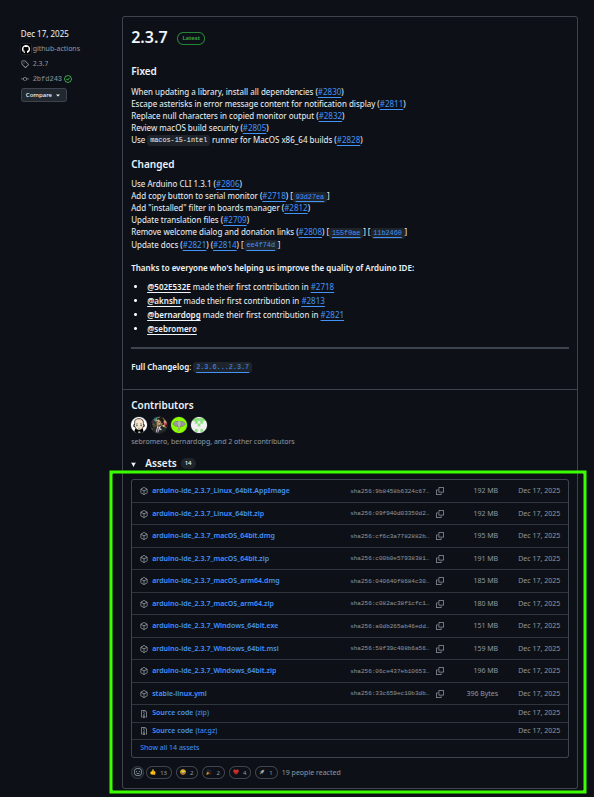 Dec 17, 2025
github-actions
2.3.7
2bfd243
Compare
2.3.7 Latest
Fixed
When updating a library, install all dependencies (#2830)
Escape asterisks in error message content for notification display (#2811)
Replace null characters in copied monitor output (#2832)
Review macOS build security (#2805)
Use macos-15-intel runner for MacOS x86_64 builds (#2828)
Changed
Use Arduino CLI 1.3.1 (#2806)
Add copy button to serial monitor (#2718) [ 93d27ea ]
Add "installed" filter in boards manager (#2812)
Update translation files (#2709)
Remove welcome dialog and donation links (#2808) [ 155f0ae ] [ 11b2460 ]
Update docs (#2821) (#2814) [ ee4f74d ]
Thanks to everyone who's helping us improve the quality of Arduino IDE:
@502E532E made their first contribution in #2718
@aknshr made their first contribution in #2813
@bernardopg made their first contribution in #2821
@sebromero
Full Changelog: 2.3.6...2.3.7
Contributors
sebromero, bernardopg, and 2 other contributors
Assets 14
arduino-ide_2.3.7_Linux_64bit.AppImage sha256:9b8458b6324c67… 192 MB Dec 17, 2025
arduino-ide_2.3.7_Linux_64bit.zip sha256:09f940d03350d2… 192 MB Dec 17, 2025
arduino-ide_2.3.7_macOS_64bit.dmg sha256:cf6c3a7782882b… 195 MB Dec 17, 2025
arduino-ide_2.3.7_macOS_64bit.zip sha256:c00b0e57938381… 191 MB Dec 17, 2025
arduino-ide_2.3.7_macOS_arm64.dmg sha256:040640f8684c30… 185 MB Dec 17, 2025
arduino-ide_2.3.7_macOS_arm64.zip sha256:c082ac38f1cfc1… 180 MB Dec 17, 2025
arduino-ide_2.3.7_Windows_64bit.exe sha256:a0db265ab46edd… 151 MB Dec 17, 2025
arduino-ide_2.3.7_Windows_64bit.msi sha256:58f39c408b6a56… 159 MB Dec 17, 2025
arduino-ide_2.3.7_Windows_64bit.zip sha256:06ce437eb10653… 196 MB Dec 17, 2025
stable-linux.yml sha256:33c659ec19b3db… 396 Bytes Dec 17, 2025
Source code (zip) Dec 17, 2025
Source code (tar.gz) Dec 17, 2025
Show all 14 assets
13 2 2 4 1 19 people reacted